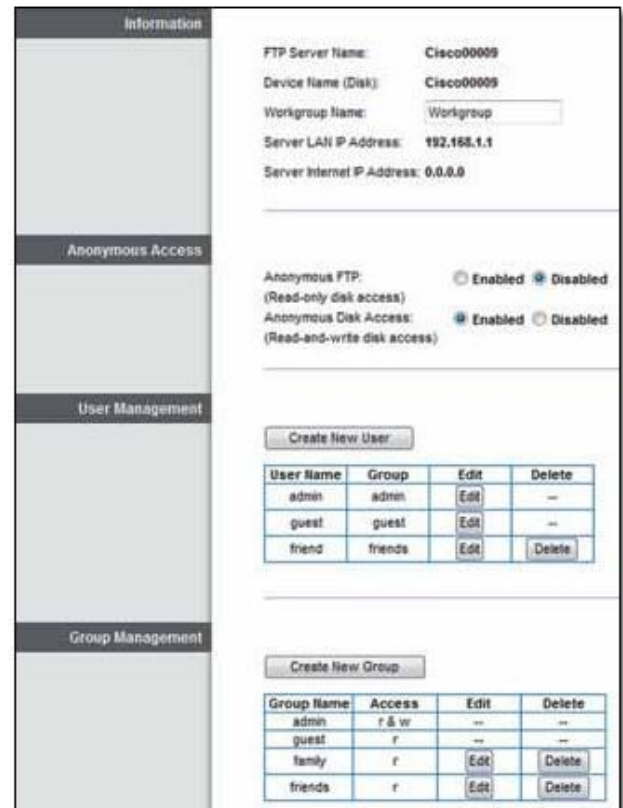 Information
FTP Server Name: Cisco00009
Device Name (Disk): Cisco00009
Workgroup Name: Workgroup
Server LAN IP Address: 192.168.1.1
Server Internet IP Address: 0.0.0.0
Anonymous Access
Anonymous FTP: Enabled Disabled
(Read-only disk access)
Anonymous Disk Access: Enabled Disabled
(Read-and-write disk access)
User Management
Create New User
User Name Group Edit Delete
admin admin Edit --
guest guest Edit --
friend friends Edit Delete
Group Management
Create New Group
Group Name Access Edit Delete
admin r & w -- --
guest r -- --
family r Edit Delete
friends r Edit Delete